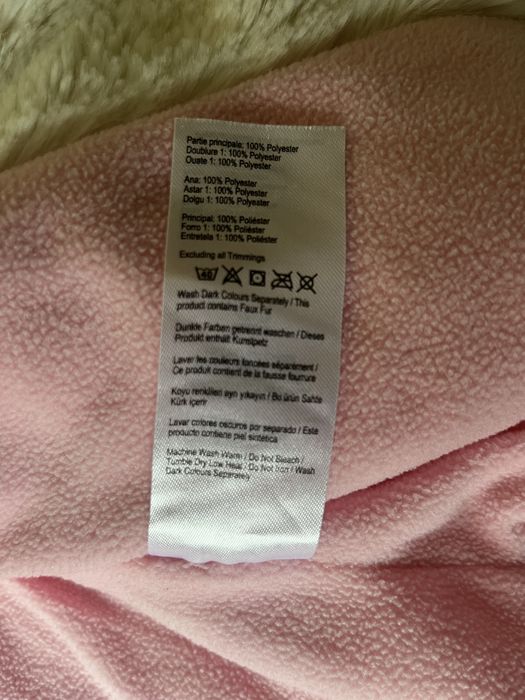 Partie principale: 100% Polyester
Doublure 1: 100% Polyester
Ouate 1: 100% Polyester
Ana: 100% Polyester
Astar 1: 100% Polyester
Dolgu 1: 100% Polyester
Principal: 100% Poliéster
Forro 1: 100% Poliéster
Entretela 1: 100% Poliéster
Excluding all Trimmings
40
Wash Dark Colours Separately / This
product contains Faux Fur
Dunkle Farben getrennt waschen / Dieses
Produkt enthält Kunstpelz
Laver les couleurs foncées séparement /
Ce produit contient de la fausse fourrure
Koyu renklileri ayrı yıkayın / Bu ürün Sahte
Kürk içerir
Lavar colores oscuros por separado / Este
producto contiene piel sintética
Machine Wash Warm / Do Not Bleach /
Tumble Dry Low Heat / Do Not Iron / Wash
Dark Colours Separately